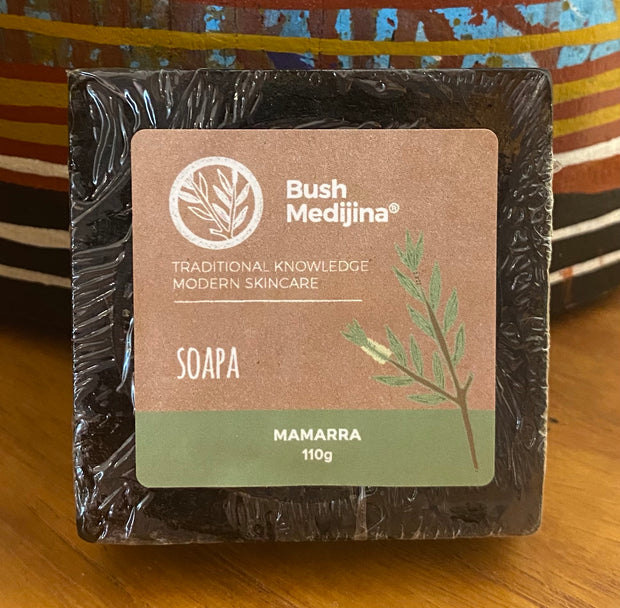 Bush
Medijina®
TRADITIONAL KNOWLEDGE
MODERN SKINCARE
SOAPA
MAMARRA
110g